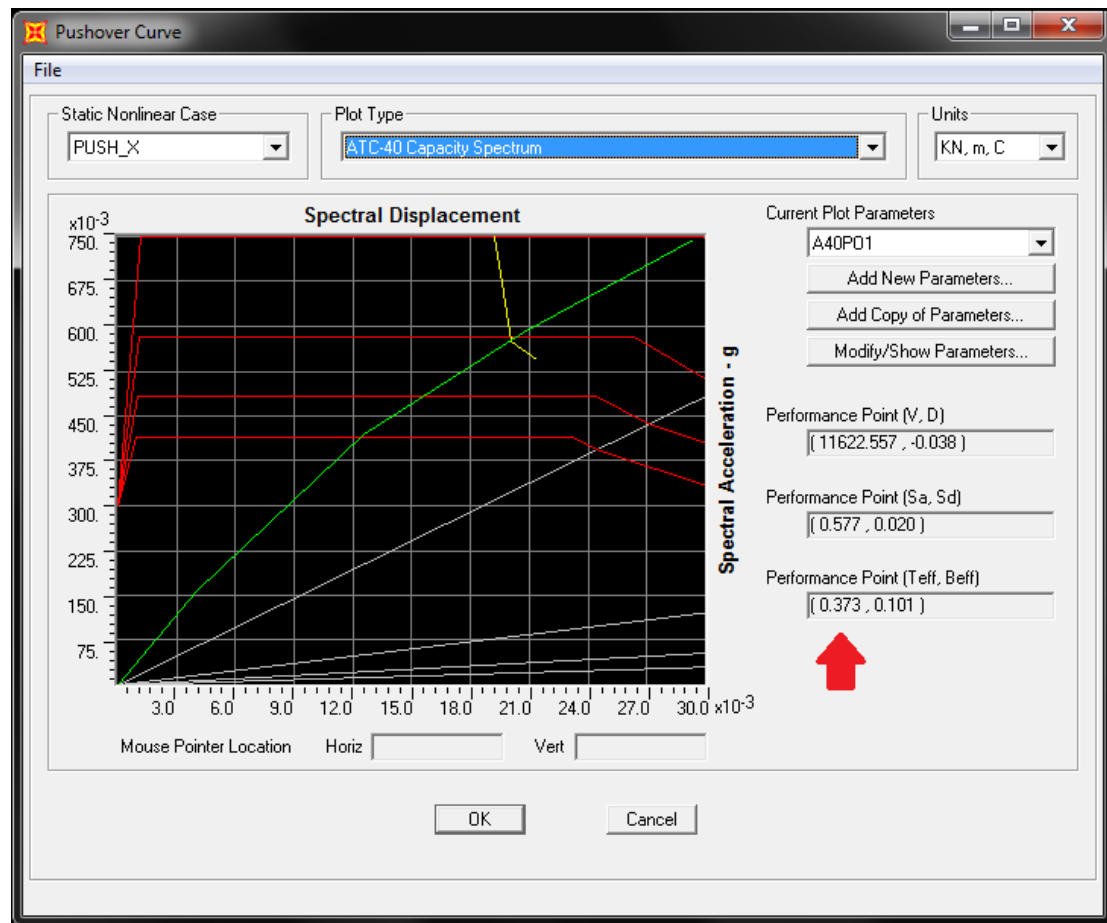 Pushover Curve
File
Static Nonlinear Case
PUSH_X
Plot Type
ATC-40 Capacity Spectrum
Units
KN, m, C
x10-3
Spectral Displacement
750.
675.
600.
525.
450.
375.
300.
225.
150.
75.
3.0 6.0 9.0 12.0 15.0 18.0 21.0 24.0 27.0 30.0 x10-3
Spectral Acceleration - g
Mouse Pointer Location Horiz Vert
Current Plot Parameters
A40PO1
Add New Parameters...
Add Copy of Parameters...
Modify/Show Parameters...
Performance Point (V, D)
( 11622.557 , -0.038 )
Performance Point (Sa, Sd)
( 0.577 , 0.020 )
Performance Point (Teff, Beff)
( 0.373 , 0.101 )
OK
Cancel